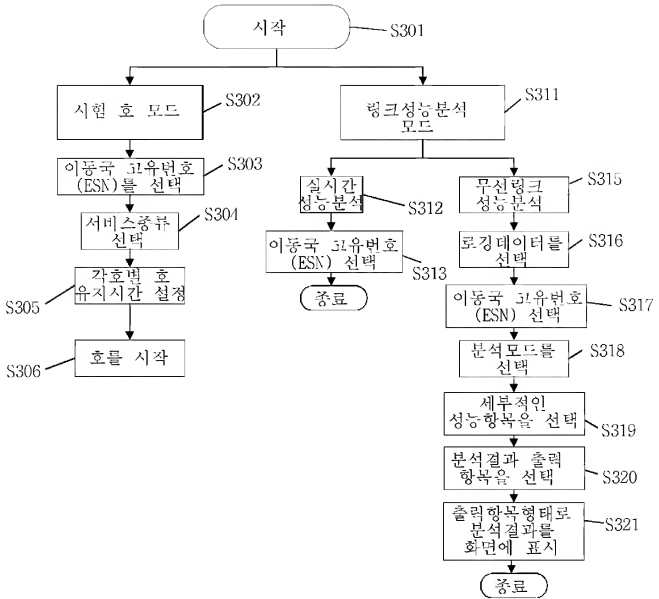 시작
S301
시험 호 모드
S302
이동국 고유번호
(ESN)를 선택
S303
서비스종류
선택
S304
각호별 호
유지시간 설정
S305
호를 시작
S306
링크성능분석
모드
S311
실시간
성능분석
S312
이동국 고유번호
(ESN) 선택
S313
종료
무선링크
성능분석
S315
로깅데이터를
선택
S316
이동국 고유번호
(ESN) 선택
S317
분석모드를
선택
S318
세부적인
성능항목을 선택
S319
분석결과 출력
항목을 선택
S320
출력항목형태로
분석결과를
화면에 표시
S321
종료